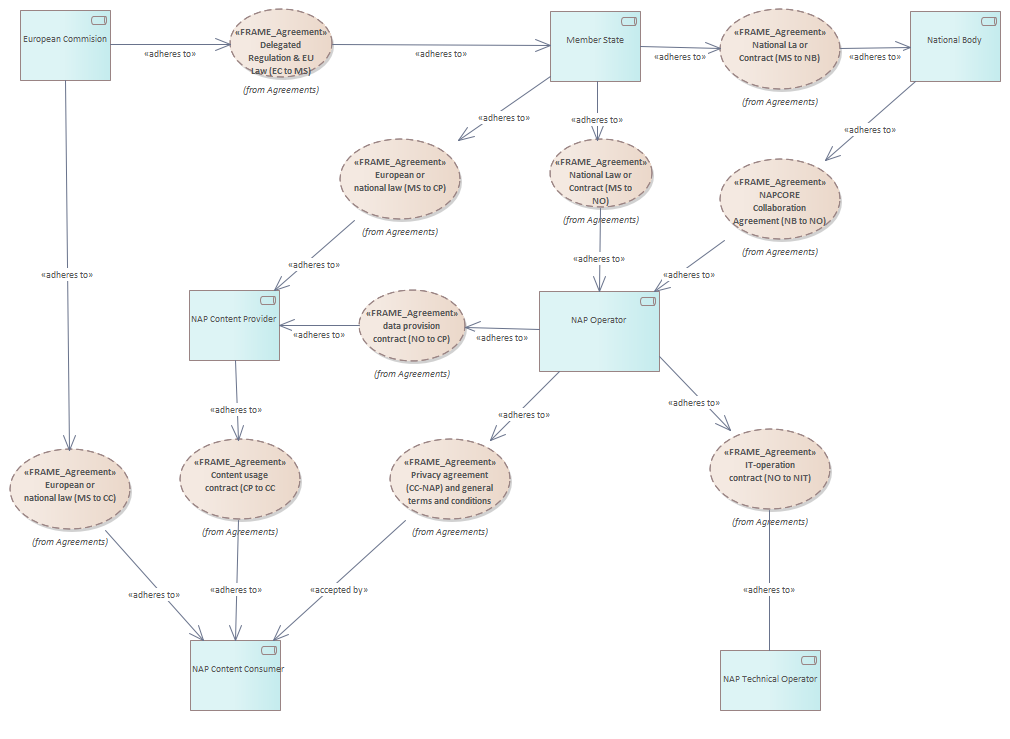 European Commision
«adheres to»
«FRAME_Agreement»
Delegated
Regulation & EU
Law (EC to MS)
(from Agreements)
«adheres to»
Member State
«adheres to»
«FRAME_Agreement»
National La or
Contract (MS to NB)
(from Agreements)
«adheres to»
National Body
«adheres to»
«adheres to»
«adheres to»
«FRAME_Agreement»
European or
national law (MS to CP)
(from Agreements)
«FRAME_Agreement»
National Law or
Contract (MS to
NO)
(from Agreements)
«FRAME_Agreement»
NAPCORE
Collaboration
Agreement (NB to NO)
(from Agreements)
«adheres to»
«adheres to»
«adheres to»
«adheres to»
NAP Content Provider
«adheres to»
«FRAME_Agreement»
data provision
contract (NO to CP)
(from Agreements)
«adheres to»
NAP Operator
«adheres to»
«adheres to»
«adheres to»
«FRAME_Agreement»
European or
national law (MS to CC)
(from Agreements)
«FRAME_Agreement»
Content usage
contract (CP to CC
(from Agreements)
«FRAME_Agreement»
Privacy agreement
(CC-NAP) and general
terms and conditions
(from Agreements)
«FRAME_Agreement»
IT-operation
contract (NO to NIT)
(from Agreements)
«adheres to»
«adheres to»
«accepted by»
«adheres to»
NAP Content Consumer
NAP Technical Operator